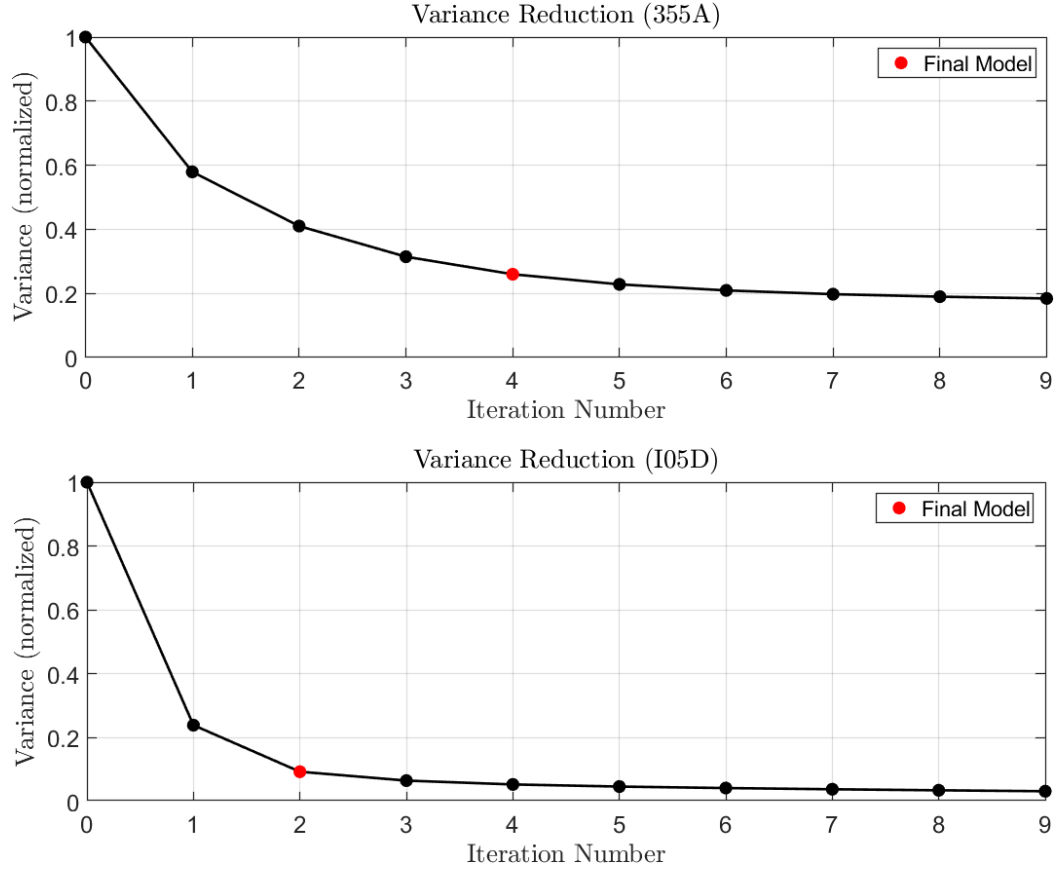 Variance Reduction (355A)
Variance (normalized)
1
0.8
0.6
0.4
0.2
0
Final Model
0 1 2 3 4 5 6 7 8 9
Iteration Number
Variance Reduction (I05D)
Variance (normalized)
1
0.8
0.6
0.4
0.2
0
Final Model
0 1 2 3 4 5 6 7 8 9
Iteration Number